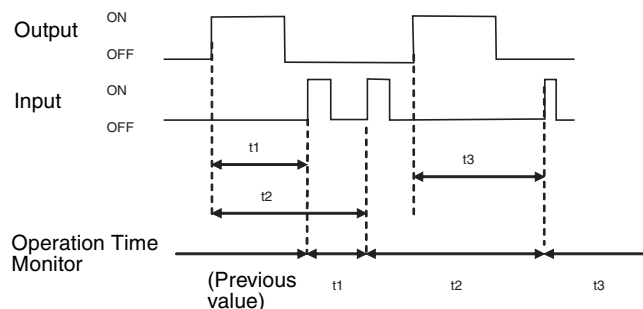 Output
ON
OFF
Input
ON
OFF
t1
t3
t2
Operation Time
Monitor
(Previous
value)
t1
t2
t3